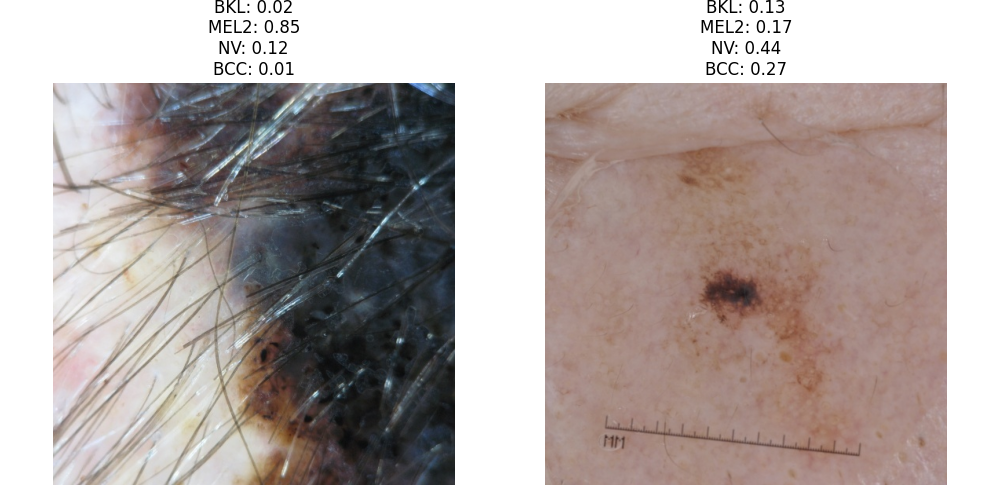 BKL: 0.02
MEL2: 0.85
NV: 0.12
BCC: 0.01
BKL: 0.13
MEL2: 0.17
NV: 0.44
BCC: 0.27
MM